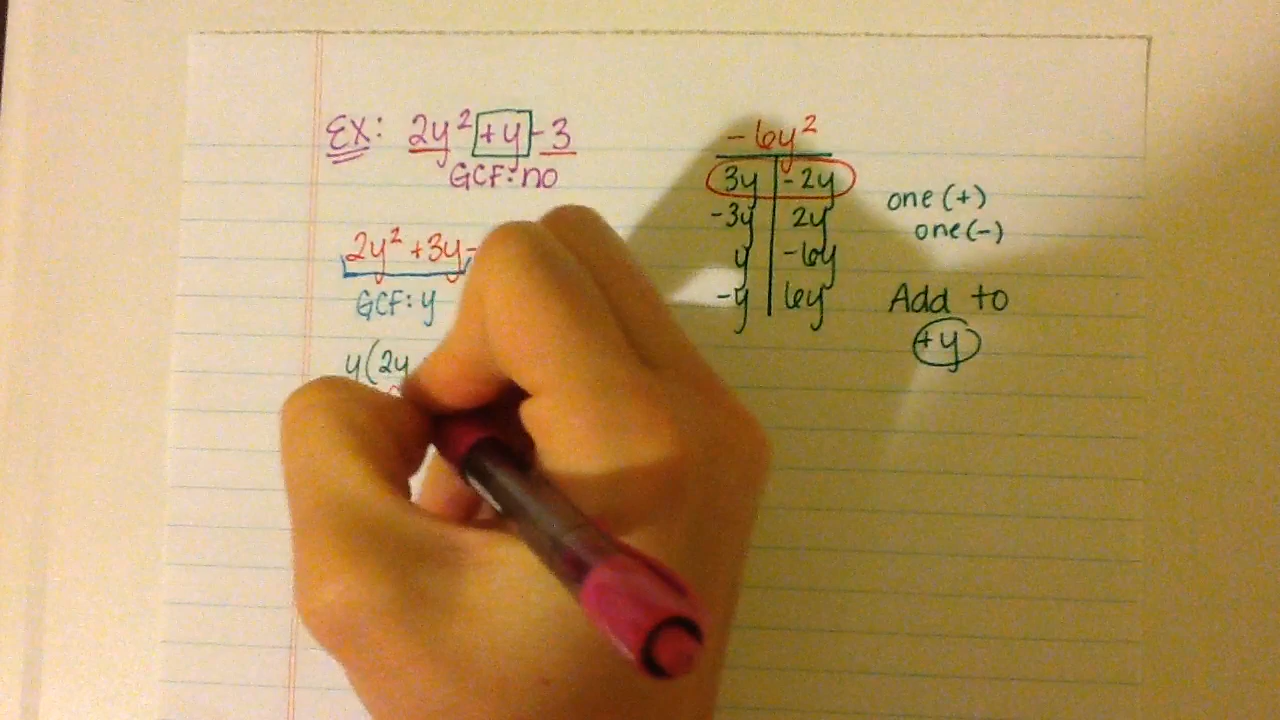 EX: 2y² +y -3
GCF: no
2y² +3y -
GCF: y
y(2y
-6y²
3y -2y
-3y 2y
y -6y
-y 6y
one (+)
one (-)
Add to
+y